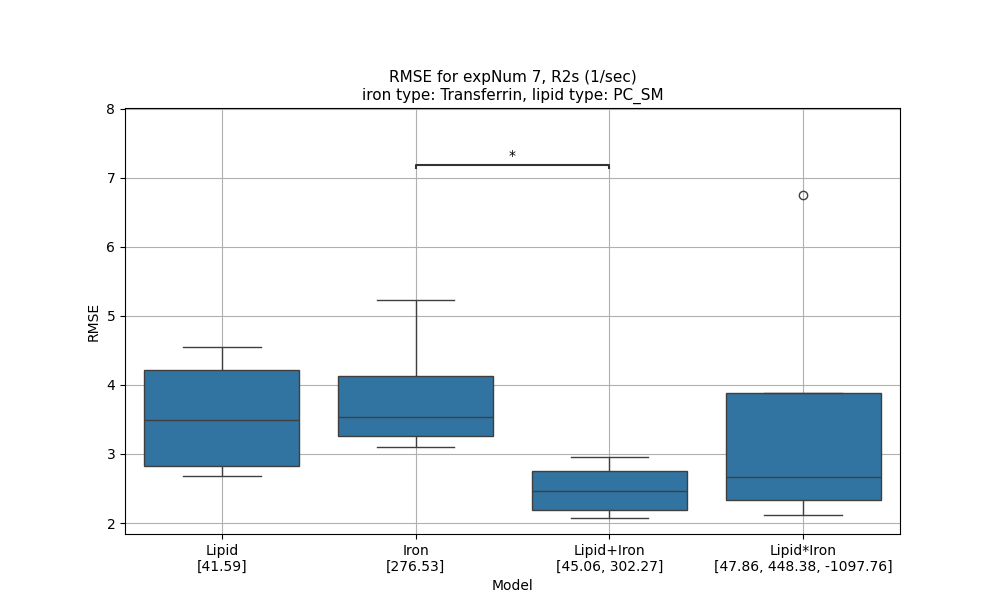 RMSE for expNum 7, R2s (1/sec)
iron type: Transferrin, lipid type: PC_SM
8
*
7
6
5
4
3
2
RMSE
Lipid
[41.59]
Iron
[276.53]
Lipid+Iron
[45.06, 302.27]
Lipid*Iron
[47.86, 448.38, -1097.76]
Model